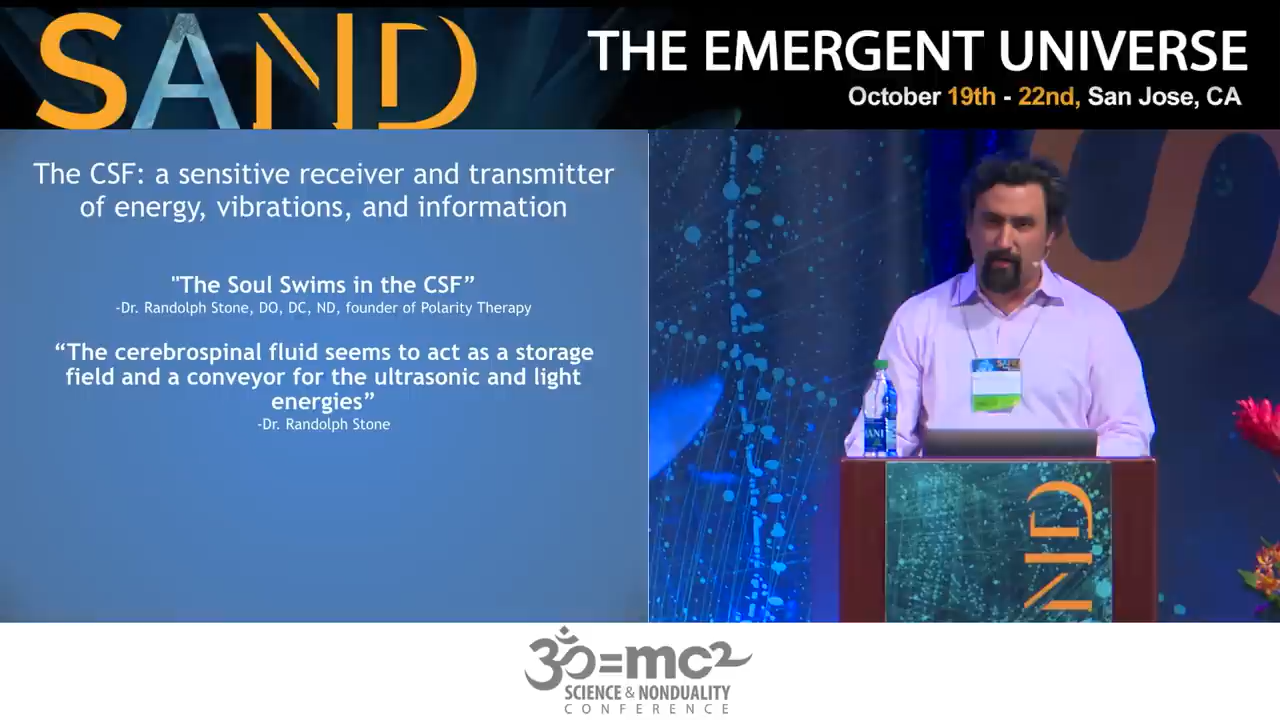 SAND
THE EMERGENT UNIVERSE
October 19th - 22nd, San Jose, CA
The CSF: a sensitive receiver and transmitter
of energy, vibrations, and information
"The Soul Swims in the CSF”
-Dr. Randolph Stone, DO, DC, ND, founder of Polarity Therapy
“The cerebrospinal fluid seems to act as a storage
field and a conveyor for the ultrasonic and light
energies”
-Dr. Randolph Stone
ND
ॐ=mc2
SCIENCE & NONDUALITY
CONFERENCE